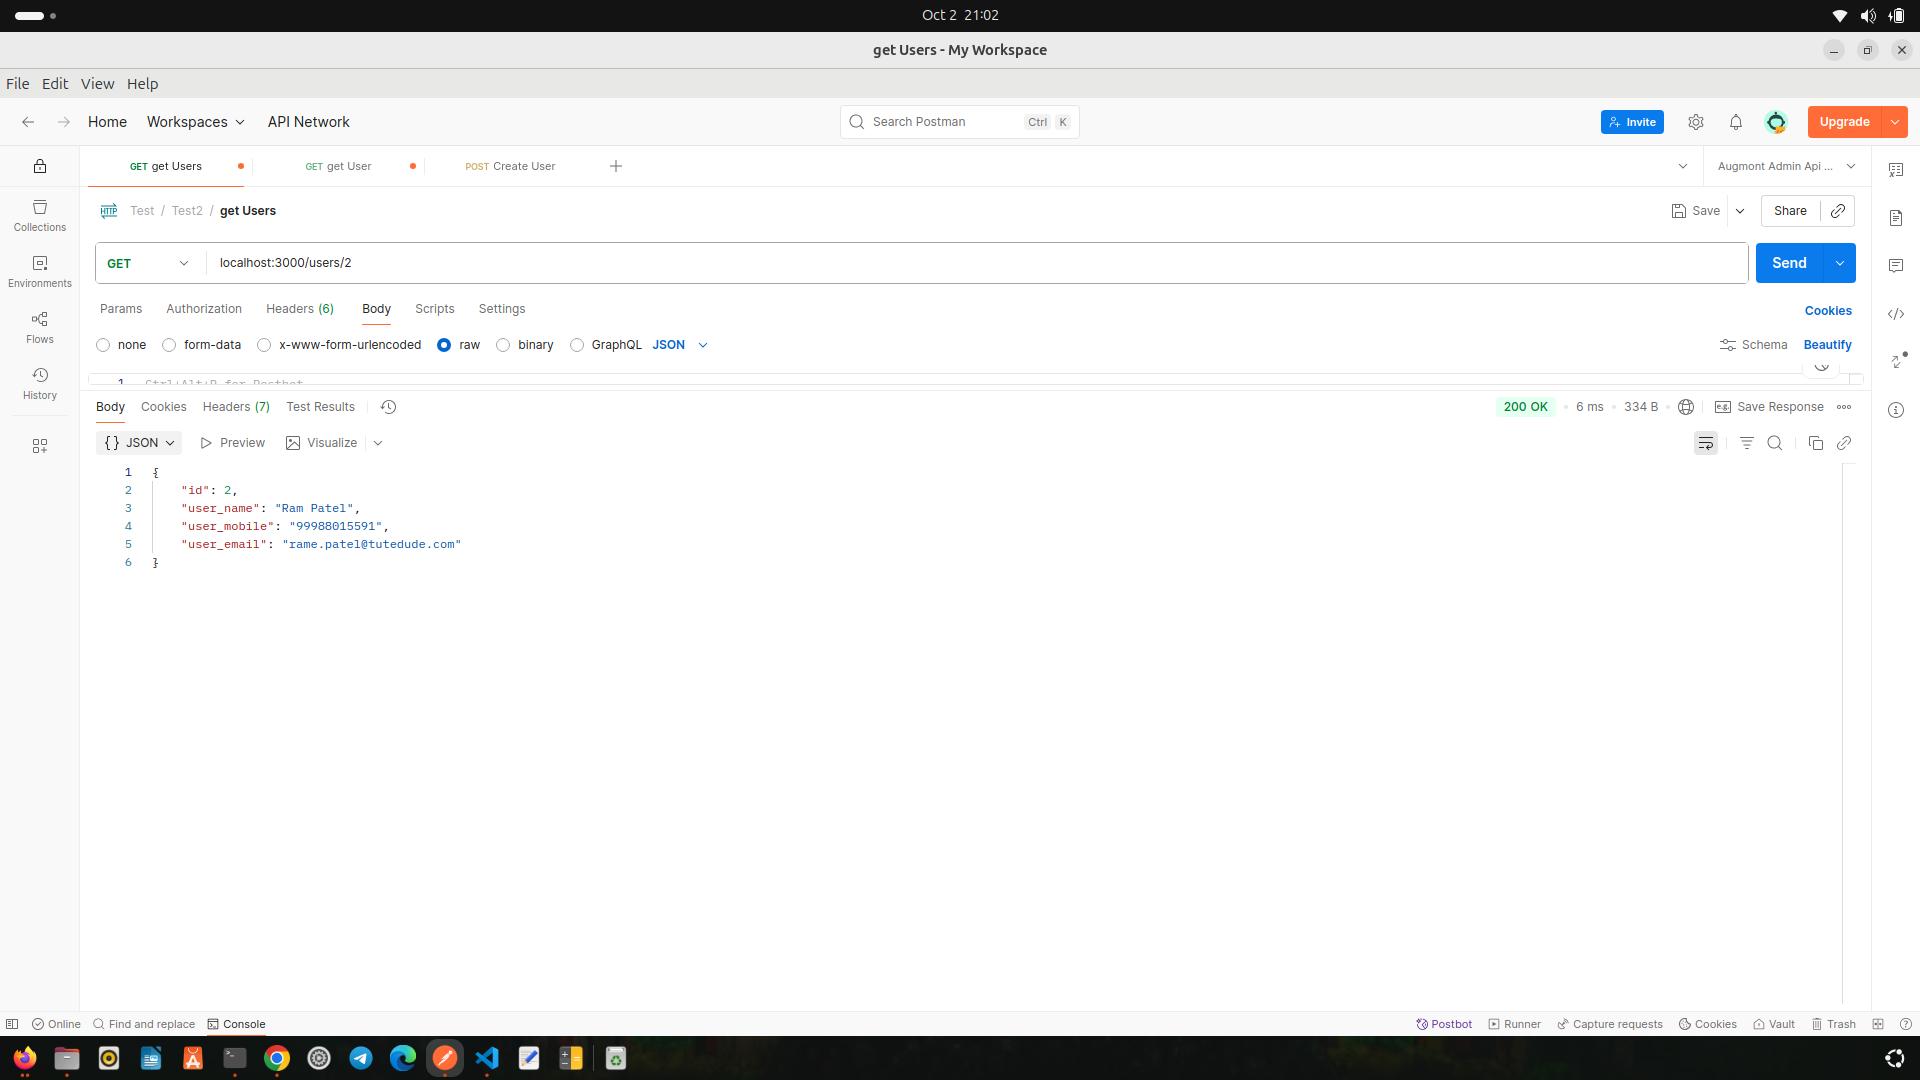 Oct 2 21:02
get Users - My Workspace
File Edit View Help
Home Workspaces API Network Search Postman Ctrl K Invite Upgrade
GET get Users GET get User POST Create User Augmont Admin Api ...
Collections
Environments
Flows
History
HTTP Test / Test2 / get Users Save Share
GET localhost:3000/users/2 Send
Params Authorization Headers (6) Body Scripts Settings Cookies
none form-data x-www-form-urlencoded raw binary GraphQL JSON Schema Beautify
1 Ctrl+Alt+P for Postbot
Body Cookies Headers (7) Test Results 200 OK 6 ms 334 B e.g. Save Response
{} JSON Preview Visualize
1 {
2 "id": 2,
3 "user_name": "Ram Patel",
4 "user_mobile": "99988015591",
5 "user_email": "rame.patel@tutedude.com"
6 }
Online Find and replace Console Postbot Runner Capture requests Cookies Vault Trash